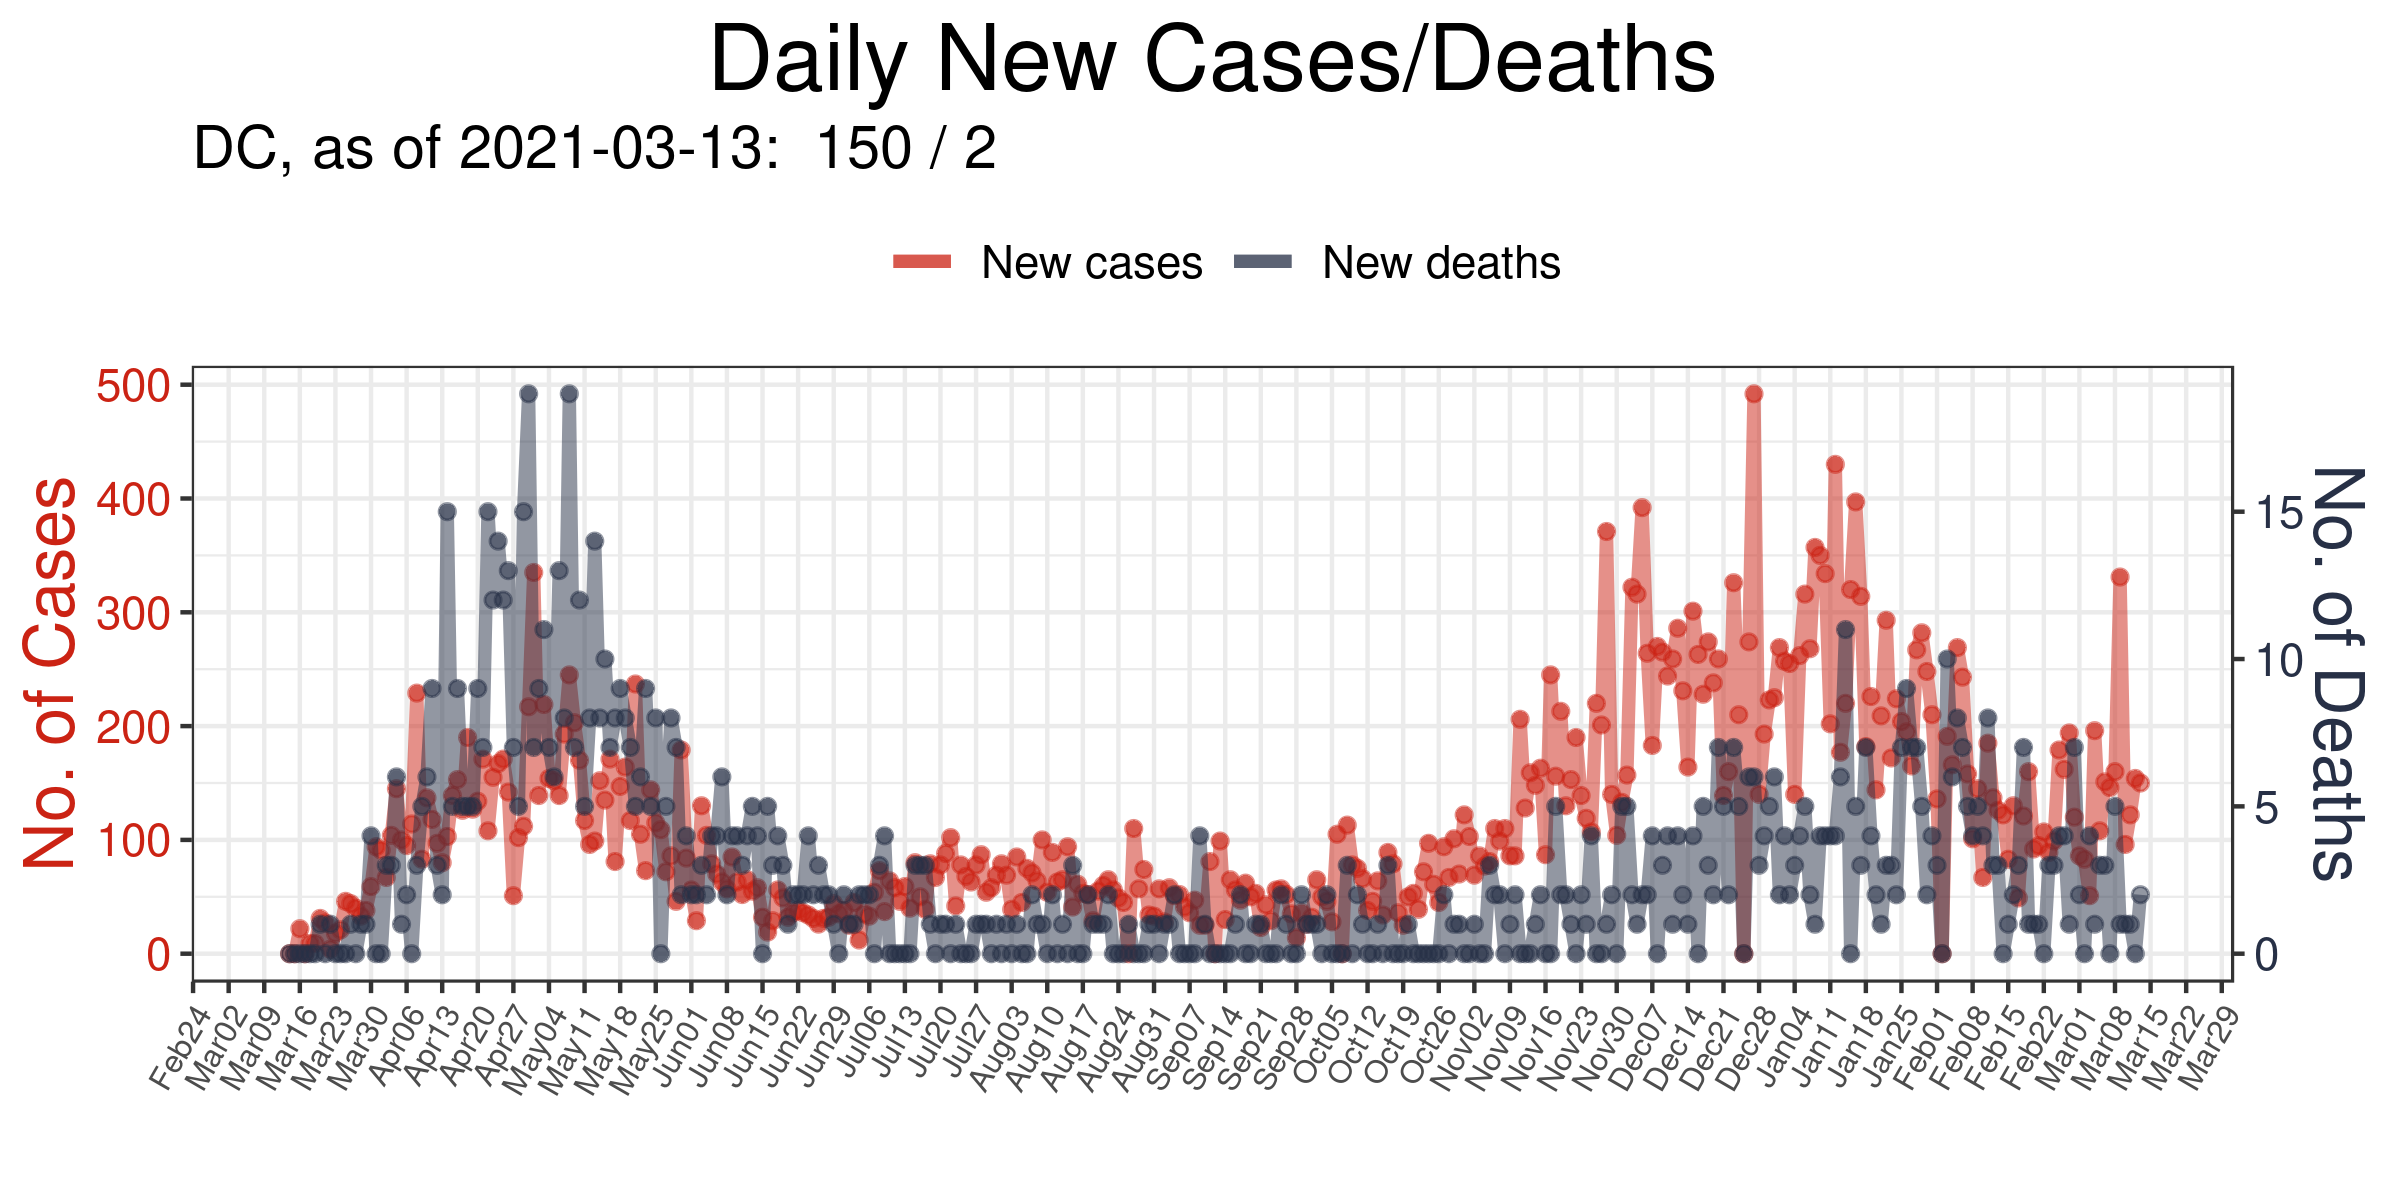 Daily New Cases/Deaths
DC, as of 2021-03-13:  150 / 2
New cases
New deaths
No. of Cases
500
400
300
200
100
0
15
10
5
0
No. of Deaths
Feb24
Mar02
Mar09
Mar16
Mar23
Mar30
Apr06
Apr13
Apr20
Apr27
May04
May11
May18
May25
Jun01
Jun08
Jun15
Jun22
Jun29
Jul06
Jul13
Jul20
Jul27
Aug03
Aug10
Aug17
Aug24
Aug31
Sep07
Sep14
Sep21
Sep28
Oct05
Oct12
Oct19
Oct26
Nov02
Nov09
Nov16
Nov23
Nov30
Dec07
Dec14
Dec21
Dec28
Jan04
Jan11
Jan18
Jan25
Feb01
Feb08
Feb15
Feb22
Mar01
Mar08
Mar15
Mar22
Mar29